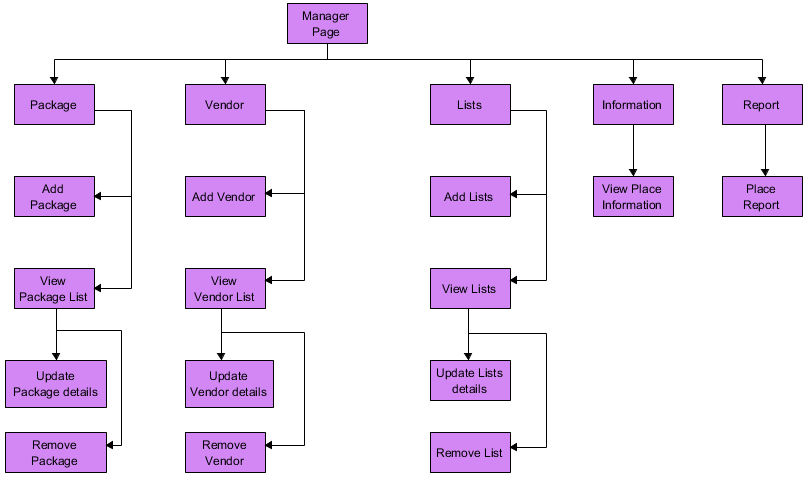 Manager
Page
Package
Vendor
Lists
Information
Report
Add
Package
Add Vendor
Add Lists
View Place
Information
Place
Report
View
Package List
View
Vendor List
View Lists
Update
Package details
Update
Vendor details
Update Lists
details
Remove
Package
Remove
Vendor
Remove List